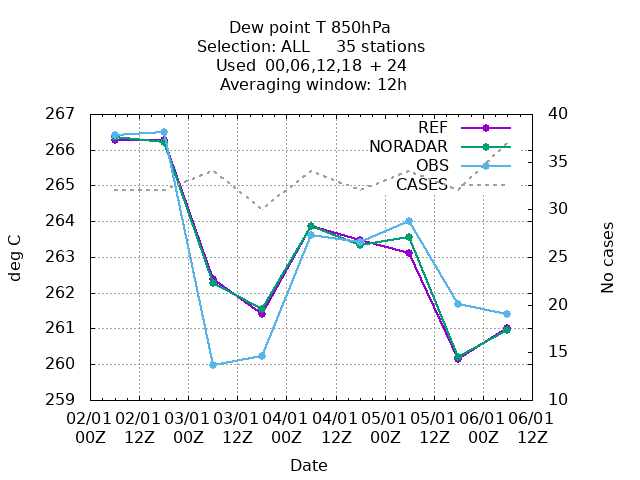 Dew point T 850hPa
Selection: ALL 35 stations
Used 00,06,12,18 + 24
Averaging window: 12h
267
266
265
264
263
262
261
260
259
deg C
40
35
30
25
20
15
10
No cases
REF
NORADAR
OBS
CASES
02/01 02/01 03/01 03/01 04/01 04/01 05/01 05/01 06/01 06/01
00Z 12Z 00Z 12Z 00Z 12Z 00Z 12Z 00Z 12Z
Date